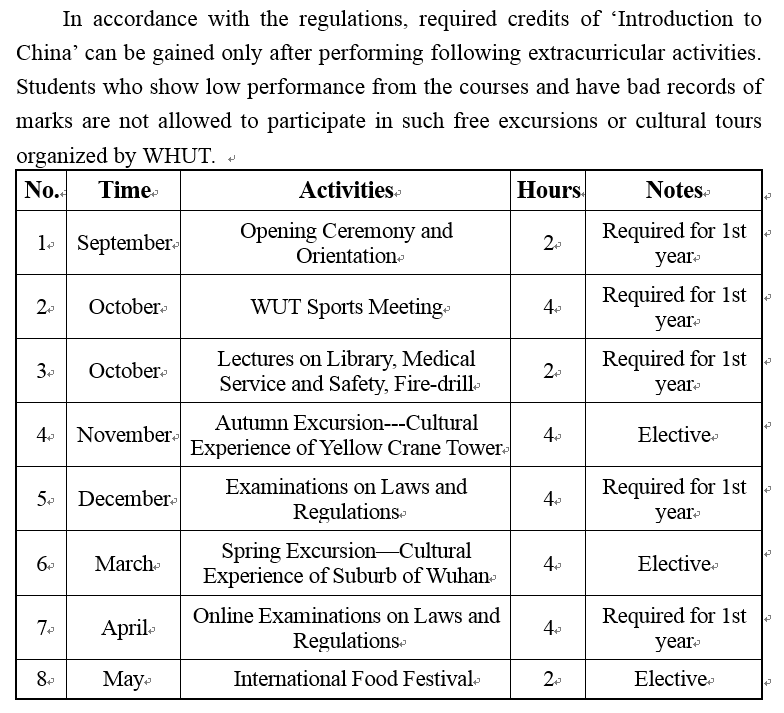 In accordance with the regulations, required credits of ‘Introduction to
China’ can be gained only after performing following extracurricular activities.
Students who show low performance from the courses and have bad records of
marks are not allowed to participate in such free excursions or cultural tours
organized by WHUT.
No. Time Activities Hours Notes
1 September Opening Ceremony and
Orientation 2 Required for 1st
year
2 October WUT Sports Meeting 4 Required for 1st
year
3 October Lectures on Library, Medical
Service and Safety, Fire-drill 2 Required for 1st
year
4 November Autumn Excursion---Cultural
Experience of Yellow Crane Tower 4 Elective
5 December Examinations on Laws and
Regulations 4 Required for 1st
year
6 March Spring Excursion—Cultural
Experience of Suburb of Wuhan 4 Elective
7 April Online Examinations on Laws and
Regulations 4 Required for 1st
year
8 May International Food Festival 2 Elective